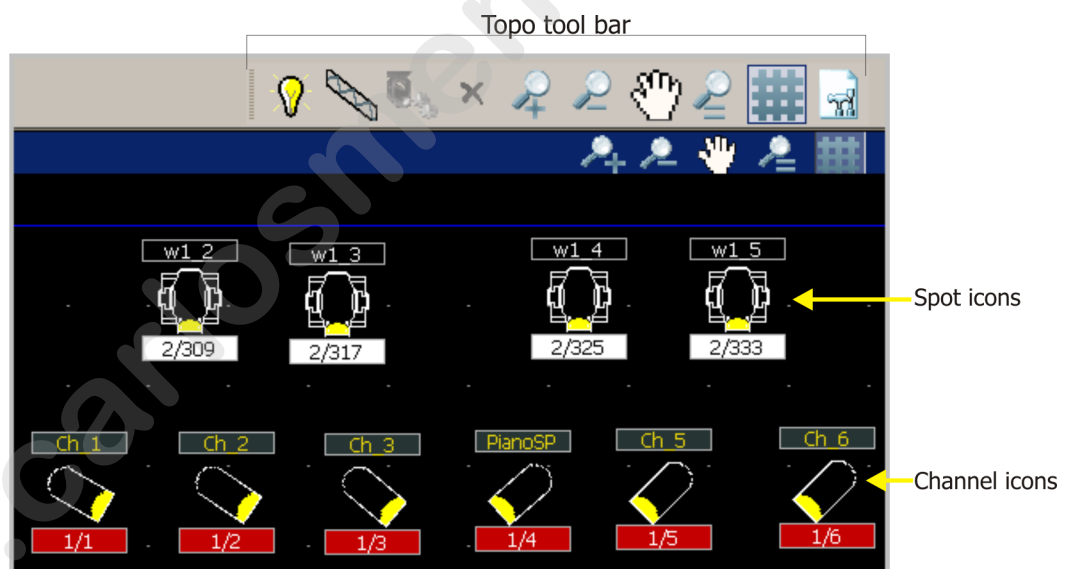 Topo tool bar
w1_2
w1_3
w1_4
w1_5
2/309
2/317
2/325
2/333
Spot icons
Ch_1
Ch_2
Ch_3
PianoSP
Ch_5
Ch_6
Channel icons
1/1
1/2
1/3
1/4
1/5
1/6